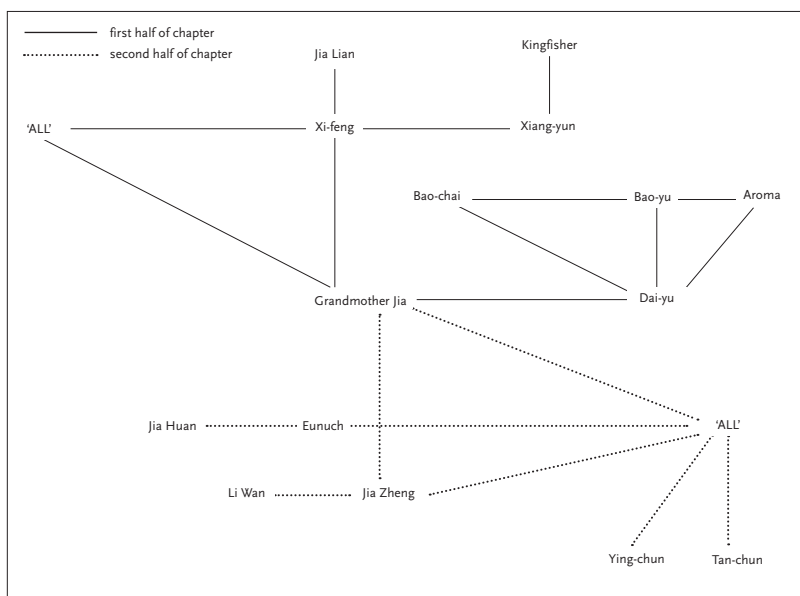 first half of chapter
second half of chapter
Jia Lian
Kingfisher
'ALL'
Xi-feng
Xiang-yun
Bao-chai
Bao-yu
Aroma
Grandmother Jia
Dai-yu
Jia Huan
Eunuch
'ALL'
Li Wan
Jia Zheng
Ying-chun
Tan-chun